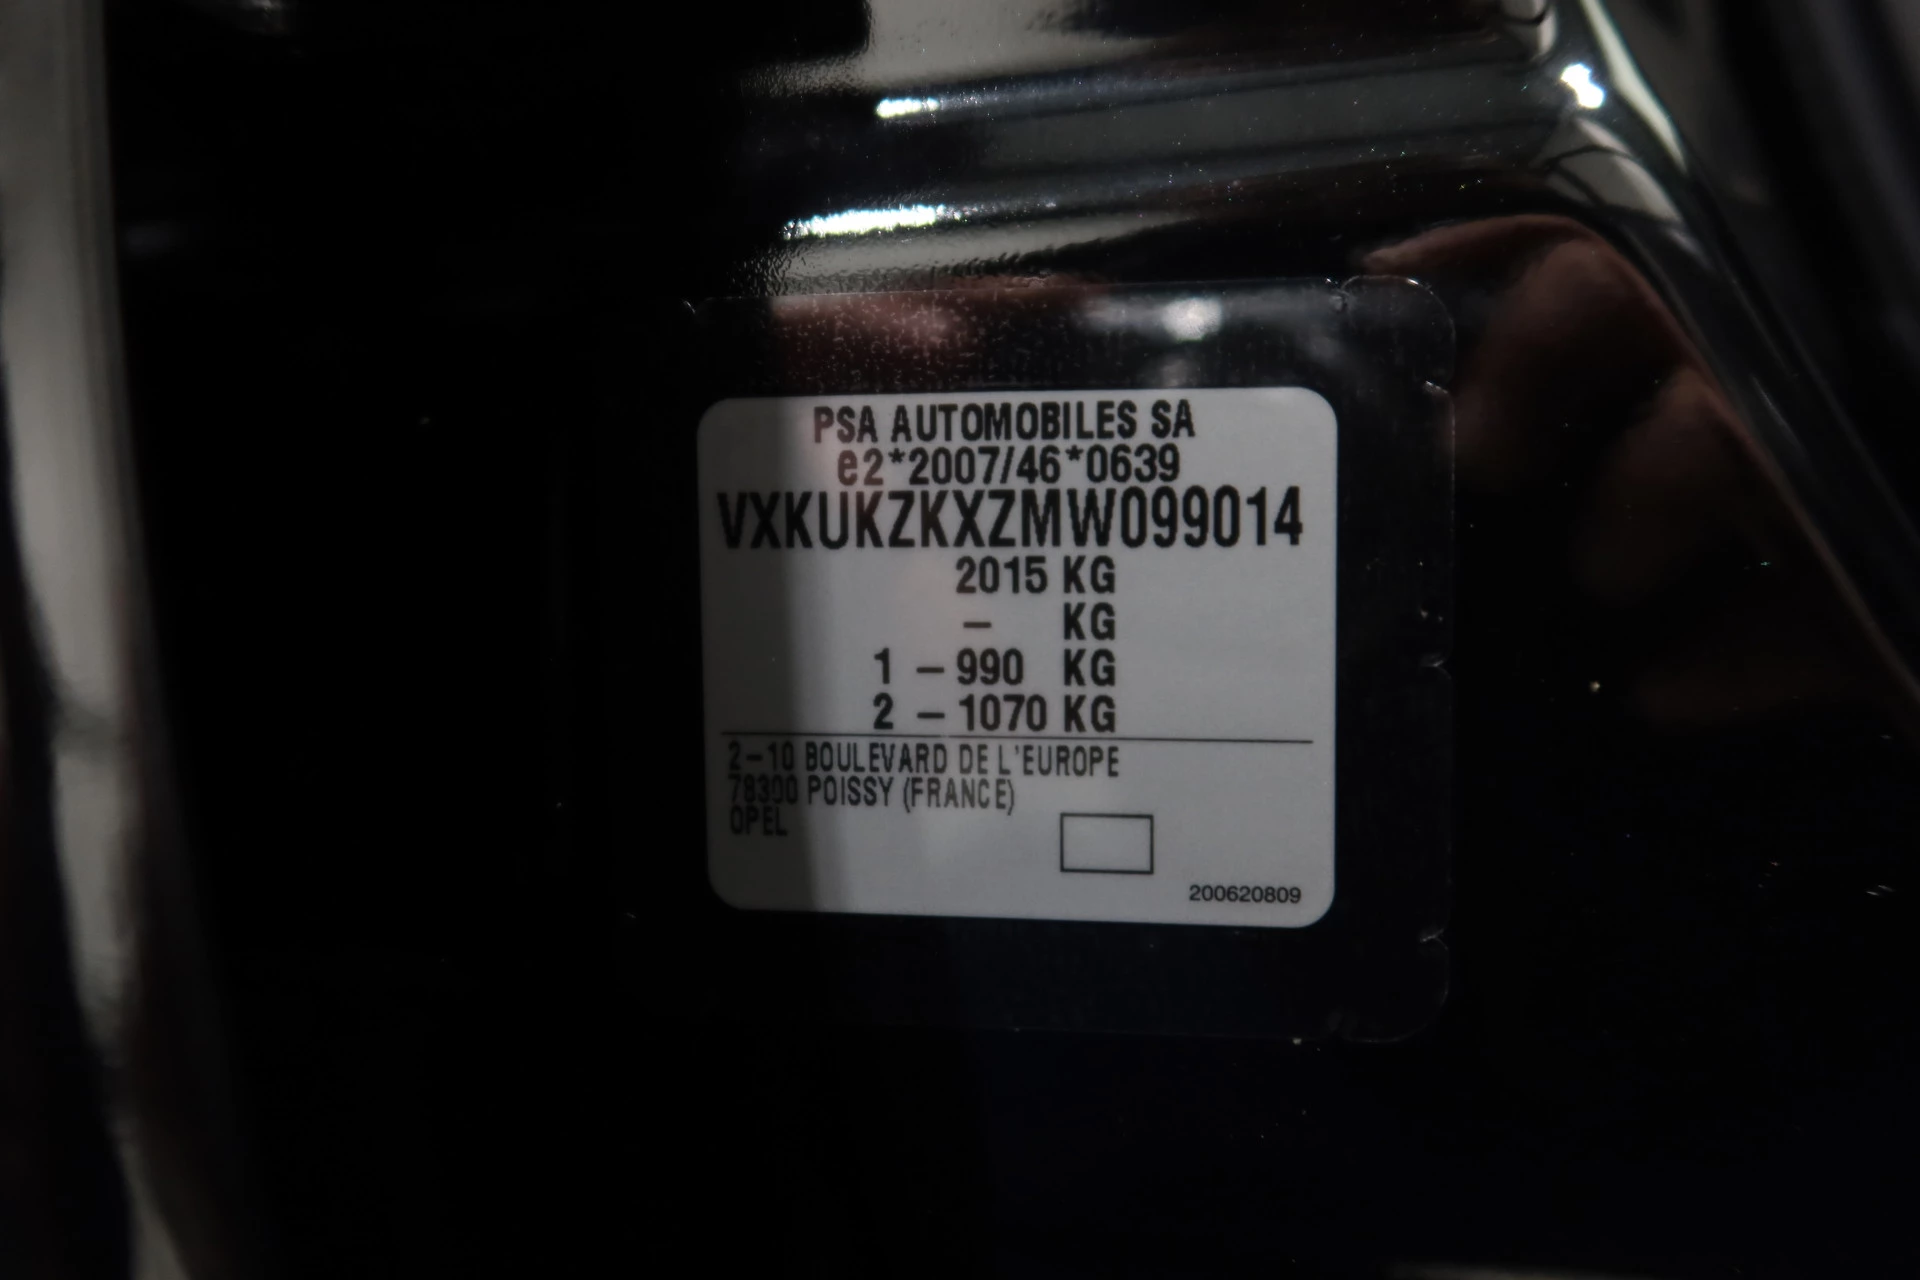 PSA AUTOMOBILES SA
e2*2007/46*0639
VXKUKZKXZMW099014
2015 KG
– KG
1 – 990 KG
2 – 1070 KG
2–10 BOULEVARD DE L'EUROPE
78300 POISSY (FRANCE)
OPEL
200620809